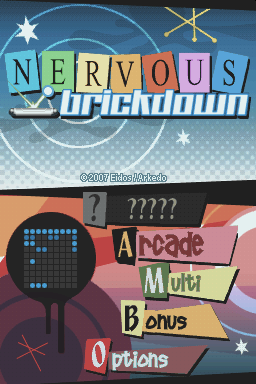 NERVOUS
brickdown
©2007 Eidos / Arkedo
? ?????
Arcade
Multi
Bonus
Options